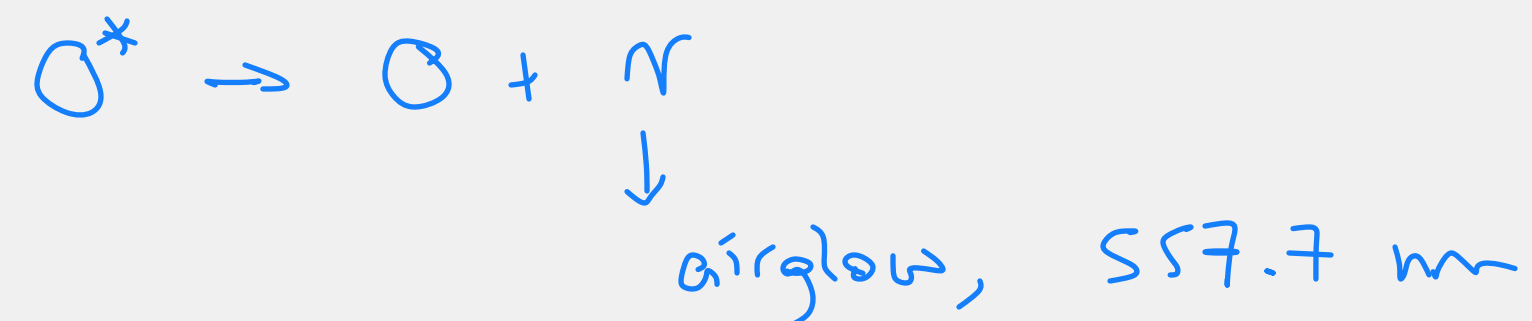 O* → O + γ
↓
airglow, 557.7 nm